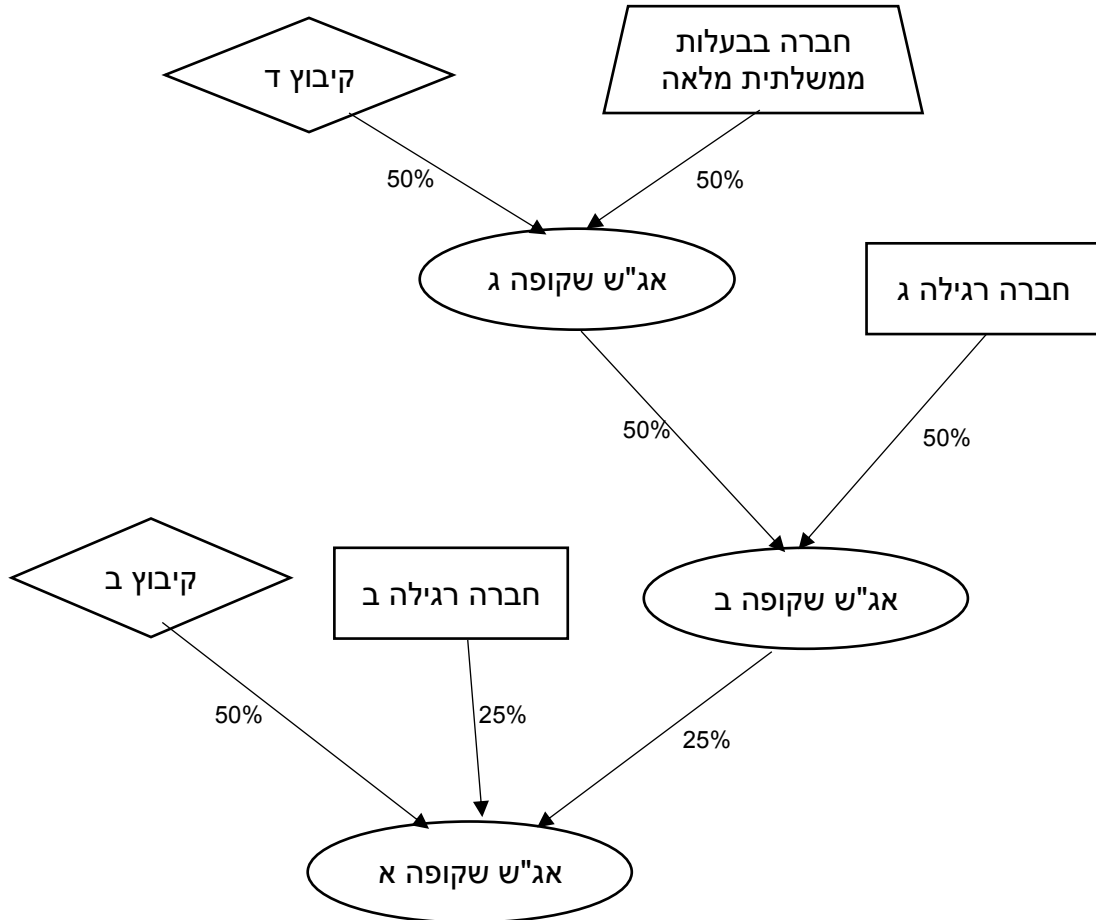 חברה בבעלות
ממשלתית מלאה
קיבוץ ד
50%
50%
אג"ש שקופה ג
חברה רגילה ג
50%
50%
קיבוץ ב
חברה רגילה ב
אג"ש שקופה ב
50%
25%
25%
אג"ש שקופה א